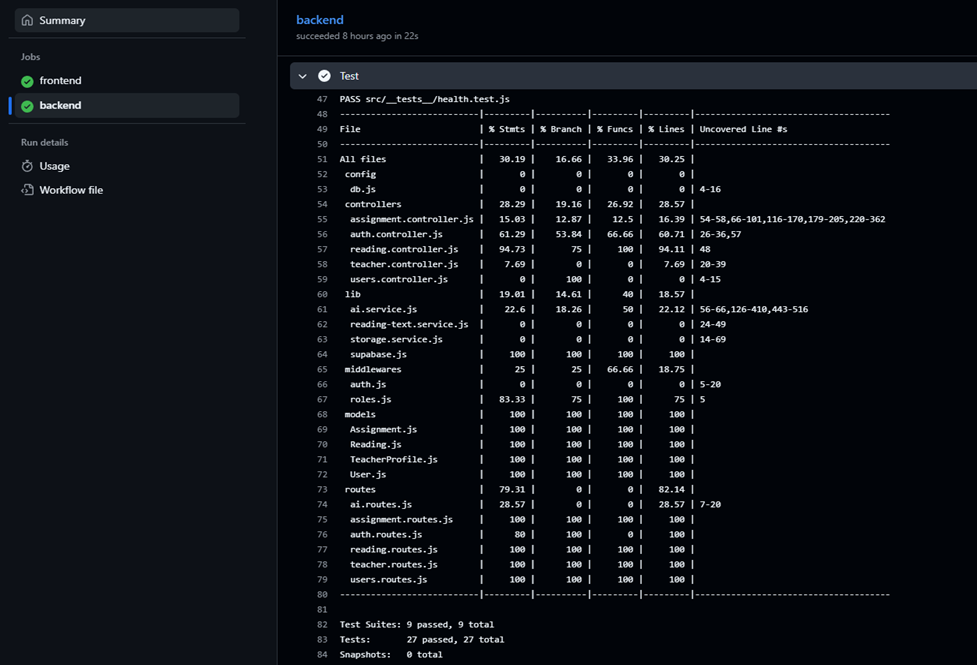 Summary
Jobs
frontend
backend
Run details
Usage
Workflow file
backend
succeeded 8 hours ago in 22s
Test
47 PASS src/__tests__/health.test.js
48 --------------------------|---------|----------|---------|---------|-------------------------------------
49 File                      | % Stmts | % Branch | % Funcs | % Lines | Uncovered Line #s
50 --------------------------|---------|----------|---------|---------|-------------------------------------
51 All files                 |   30.19 |    16.66 |   33.96 |   30.25 |
52  config                   |       0 |        0 |       0 |       0 |
53   db.js                   |       0 |        0 |       0 |       0 | 4-16
54  controllers              |   28.29 |    19.16 |   26.92 |   28.57 |
55   assignment.controller.js |   15.03 |    12.87 |    12.5 |   16.39 | 54-58,66-101,116-170,179-205,220-362
56   auth.controller.js      |   61.29 |    53.84 |   66.66 |   60.71 | 26-36,57
57   reading.controller.js   |   94.73 |       75 |     100 |   94.11 | 48
58   teacher.controller.js   |    7.69 |        0 |       0 |    7.69 | 20-39
59   users.controller.js     |       0 |      100 |       0 |       0 | 4-15
60  lib                      |   19.01 |    14.61 |      40 |   18.57 |
61   ai.service.js           |    22.6 |    18.26 |      50 |   22.12 | 56-66,126-410,443-516
62   reading-text.service.js |       0 |        0 |       0 |       0 | 24-49
63   storage.service.js      |       0 |        0 |       0 |       0 | 14-69
64   supabase.js             |     100 |      100 |     100 |     100 |
65  middlewares              |      25 |       25 |   66.66 |   18.75 |
66   auth.js                 |       0 |        0 |       0 |       0 | 5-20
67   roles.js                |   83.33 |       75 |     100 |      75 | 5
68  models                   |     100 |      100 |     100 |     100 |
69   Assignment.js           |     100 |      100 |     100 |     100 |
70   Reading.js              |     100 |      100 |     100 |     100 |
71   TeacherProfile.js       |     100 |      100 |     100 |     100 |
72   User.js                 |     100 |      100 |     100 |     100 |
73  routes                   |   79.31 |        0 |       0 |   82.14 |
74   ai.routes.js            |   28.57 |        0 |       0 |   28.57 | 7-20
75   assignment.routes.js    |     100 |      100 |     100 |     100 |
76   auth.routes.js          |      80 |      100 |       0 |     100 |
77   reading.routes.js       |     100 |      100 |     100 |     100 |
78   teacher.routes.js       |     100 |      100 |     100 |     100 |
79   users.routes.js         |     100 |      100 |     100 |     100 |
80 --------------------------|---------|----------|---------|---------|-------------------------------------
81
82 Test Suites: 9 passed, 9 total
83 Tests:       27 passed, 27 total
84 Snapshots:   0 total